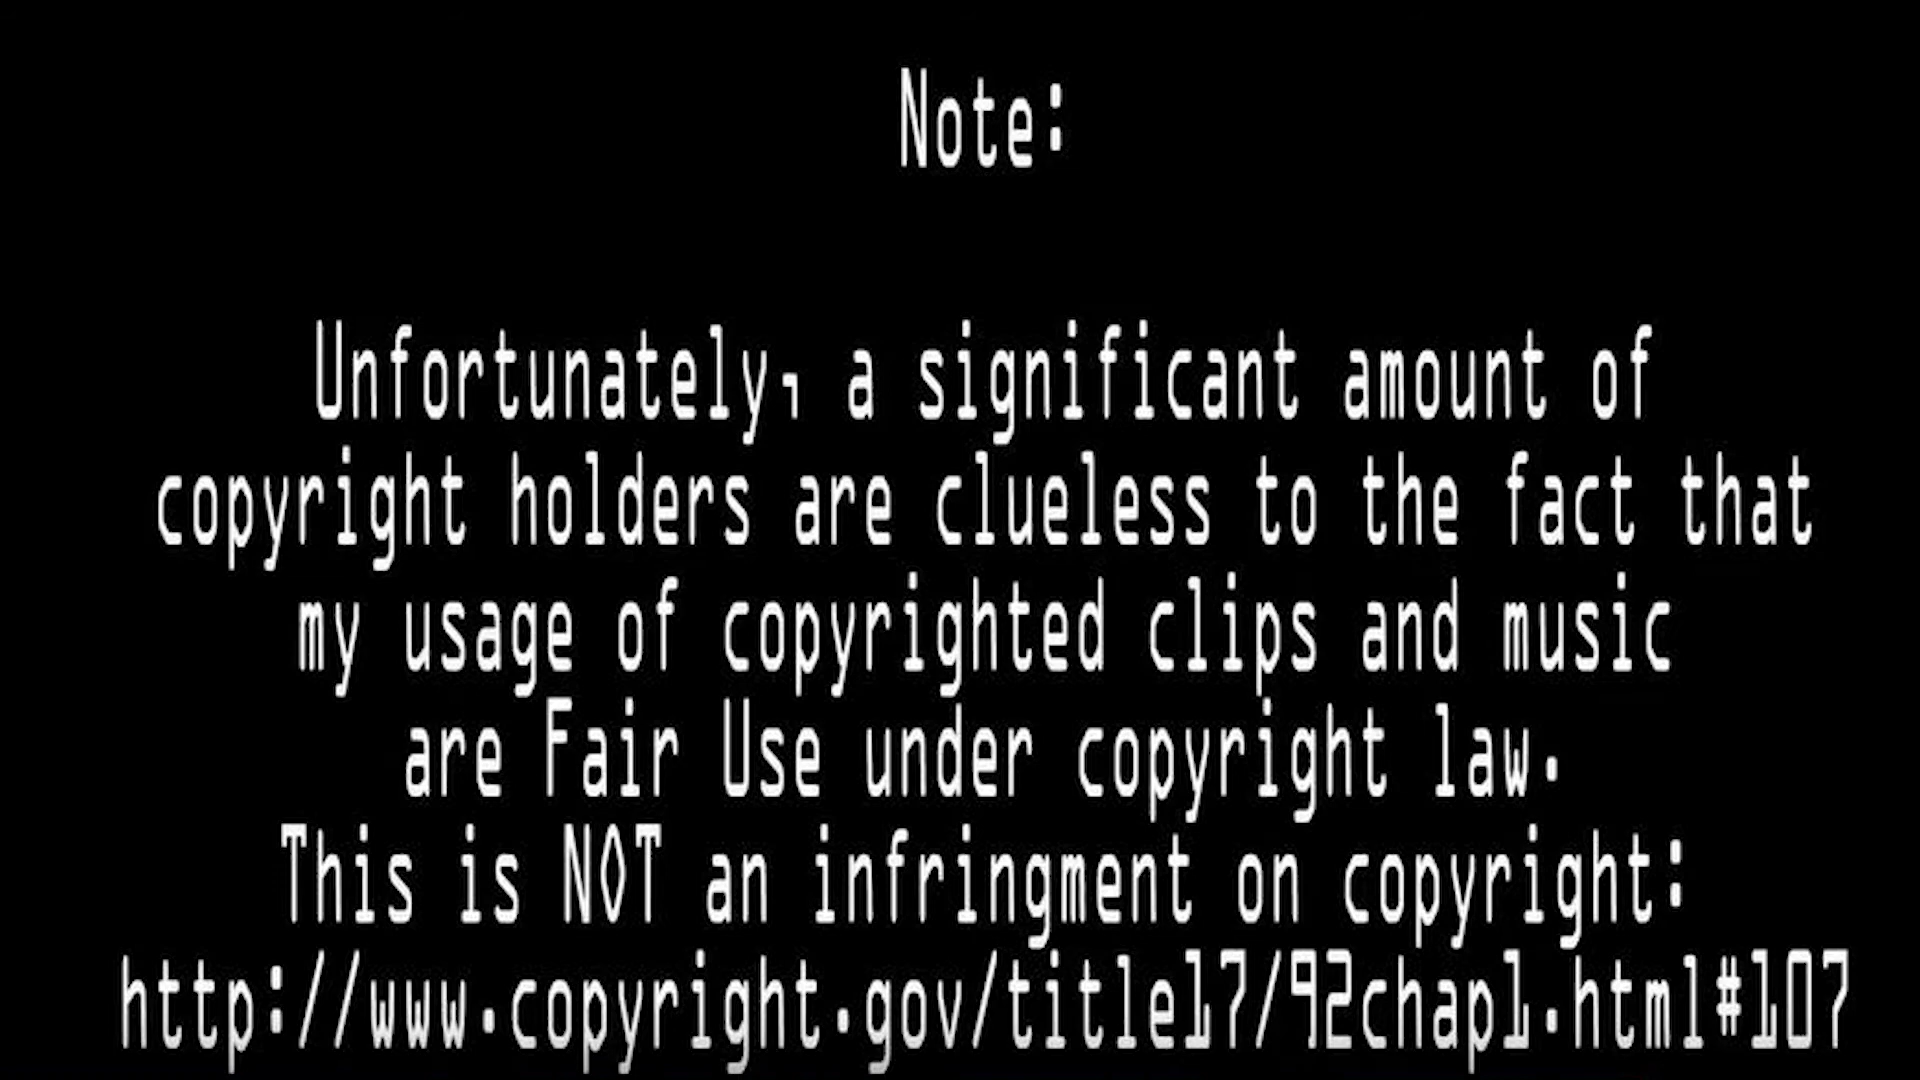 Note:
Unfortunately, a significant amount of
copyright holders are clueless to the fact that
my usage of copyrighted clips and music
are Fair Use under copyright law.
This is NOT an infringment on copyright:
http://www.copyright.gov/title17/92chap1.html#107